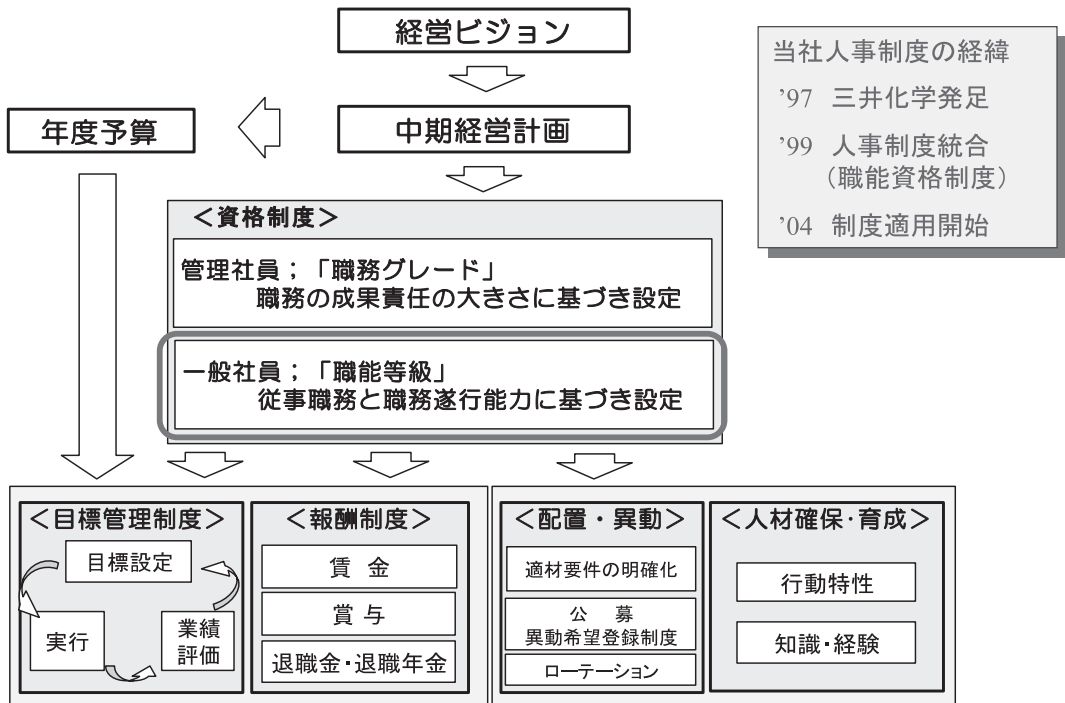 経営ビジョン
年度予算
中期経営計画
当社人事制度の経緯
’97 三井化学発足
’99 人事制度統合
（職能資格制度）
’04 制度適用開始
＜資格制度＞
管理社員；「職務グレード」
職務の成果責任の大きさに基づき設定
一般社員；「職能等級」
従事職務と職務遂行能力に基づき設定
＜目標管理制度＞
目標設定
実行
業績
評価
＜報酬制度＞
賃 金
賞 与
退職金・退職年金
＜配置・異動＞
適材要件の明確化
公 募
異動希望登録制度
ローテーション
＜人材確保・育成＞
行動特性
知識・経験